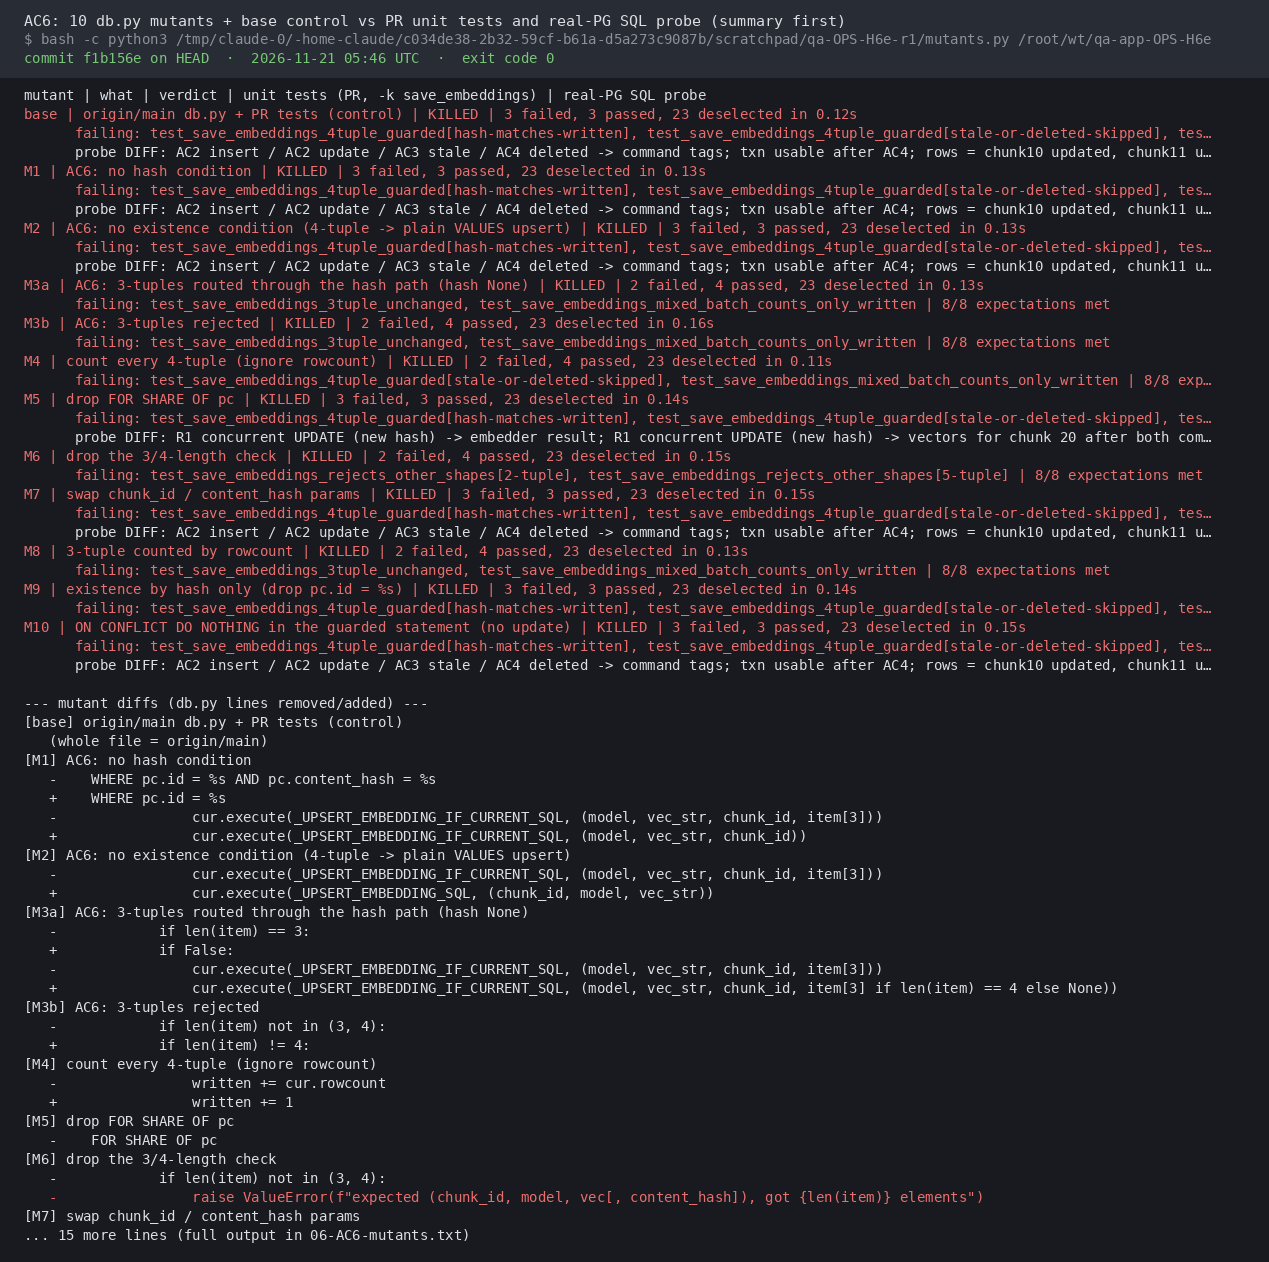 AC6: 10 db.py mutants + base control vs PR unit tests and real-PG SQL probe (summary first)
$ bash -c python3 /tmp/claude-0/-home-claude/c034de38-2b32-59cf-b61a-d5a273c9087b/scratchpad/qa-OPS-H6e-r1/mutants.py /root/wt/qa-app-OPS-H6e
commit f1b156e on HEAD  ·  2026-11-21 05:46 UTC  ·  exit code 0
mutant | what | verdict | unit tests (PR, -k save_embeddings) | real-PG SQL probe
base | origin/main db.py + PR tests (control) | KILLED | 3 failed, 3 passed, 23 deselected in 0.12s
      failing: test_save_embeddings_4tuple_guarded[hash-matches-written], test_save_embeddings_4tuple_guarded[stale-or-deleted-skipped], tes…
      probe DIFF: AC2 insert / AC2 update / AC3 stale / AC4 deleted -> command tags; txn usable after AC4; rows = chunk10 updated, chunk11 u…
M1 | AC6: no hash condition | KILLED | 3 failed, 3 passed, 23 deselected in 0.13s
      failing: test_save_embeddings_4tuple_guarded[hash-matches-written], test_save_embeddings_4tuple_guarded[stale-or-deleted-skipped], tes…
      probe DIFF: AC2 insert / AC2 update / AC3 stale / AC4 deleted -> command tags; txn usable after AC4; rows = chunk10 updated, chunk11 u…
M2 | AC6: no existence condition (4-tuple -> plain VALUES upsert) | KILLED | 3 failed, 3 passed, 23 deselected in 0.13s
      failing: test_save_embeddings_4tuple_guarded[hash-matches-written], test_save_embeddings_4tuple_guarded[stale-or-deleted-skipped], tes…
      probe DIFF: AC2 insert / AC2 update / AC3 stale / AC4 deleted -> command tags; txn usable after AC4; rows = chunk10 updated, chunk11 u…
M3a | AC6: 3-tuples routed through the hash path (hash None) | KILLED | 2 failed, 4 passed, 23 deselected in 0.13s
      failing: test_save_embeddings_3tuple_unchanged, test_save_embeddings_mixed_batch_counts_only_written | 8/8 expectations met
M3b | AC6: 3-tuples rejected | KILLED | 2 failed, 4 passed, 23 deselected in 0.16s
      failing: test_save_embeddings_3tuple_unchanged, test_save_embeddings_mixed_batch_counts_only_written | 8/8 expectations met
M4 | count every 4-tuple (ignore rowcount) | KILLED | 2 failed, 4 passed, 23 deselected in 0.11s
      failing: test_save_embeddings_4tuple_guarded[stale-or-deleted-skipped], test_save_embeddings_mixed_batch_counts_only_written | 8/8 exp…
M5 | drop FOR SHARE OF pc | KILLED | 3 failed, 3 passed, 23 deselected in 0.14s
      failing: test_save_embeddings_4tuple_guarded[hash-matches-written], test_save_embeddings_4tuple_guarded[stale-or-deleted-skipped], tes…
      probe DIFF: R1 concurrent UPDATE (new hash) -> embedder result; R1 concurrent UPDATE (new hash) -> vectors for chunk 20 after both com…
M6 | drop the 3/4-length check | KILLED | 2 failed, 4 passed, 23 deselected in 0.15s
      failing: test_save_embeddings_rejects_other_shapes[2-tuple], test_save_embeddings_rejects_other_shapes[5-tuple] | 8/8 expectations met
M7 | swap chunk_id / content_hash params | KILLED | 3 failed, 3 passed, 23 deselected in 0.15s
      failing: test_save_embeddings_4tuple_guarded[hash-matches-written], test_save_embeddings_4tuple_guarded[stale-or-deleted-skipped], tes…
      probe DIFF: AC2 insert / AC2 update / AC3 stale / AC4 deleted -> command tags; txn usable after AC4; rows = chunk10 updated, chunk11 u…
M8 | 3-tuple counted by rowcount | KILLED | 2 failed, 4 passed, 23 deselected in 0.13s
      failing: test_save_embeddings_3tuple_unchanged, test_save_embeddings_mixed_batch_counts_only_written | 8/8 expectations met
M9 | existence by hash only (drop pc.id = %s) | KILLED | 3 failed, 3 passed, 23 deselected in 0.14s
      failing: test_save_embeddings_4tuple_guarded[hash-matches-written], test_save_embeddings_4tuple_guarded[stale-or-deleted-skipped], tes…
M10 | ON CONFLICT DO NOTHING in the guarded statement (no update) | KILLED | 3 failed, 3 passed, 23 deselected in 0.15s
      failing: test_save_embeddings_4tuple_guarded[hash-matches-written], test_save_embeddings_4tuple_guarded[stale-or-deleted-skipped], tes…
      probe DIFF: AC2 insert / AC2 update / AC3 stale / AC4 deleted -> command tags; txn usable after AC4; rows = chunk10 updated, chunk11 u…
--- mutant diffs (db.py lines removed/added) ---
[base] origin/main db.py + PR tests (control)
   (whole file = origin/main)
[M1] AC6: no hash condition
   -    WHERE pc.id = %s AND pc.content_hash = %s
   +    WHERE pc.id = %s
   -                cur.execute(_UPSERT_EMBEDDING_IF_CURRENT_SQL, (model, vec_str, chunk_id, item[3]))
   +                cur.execute(_UPSERT_EMBEDDING_IF_CURRENT_SQL, (model, vec_str, chunk_id))
[M2] AC6: no existence condition (4-tuple -> plain VALUES upsert)
   -                cur.execute(_UPSERT_EMBEDDING_IF_CURRENT_SQL, (model, vec_str, chunk_id, item[3]))
   +                cur.execute(_UPSERT_EMBEDDING_SQL, (chunk_id, model, vec_str))
[M3a] AC6: 3-tuples routed through the hash path (hash None)
   -            if len(item) == 3:
   +            if False:
   -                cur.execute(_UPSERT_EMBEDDING_IF_CURRENT_SQL, (model, vec_str, chunk_id, item[3]))
   +                cur.execute(_UPSERT_EMBEDDING_IF_CURRENT_SQL, (model, vec_str, chunk_id, item[3] if len(item) == 4 else None))
[M3b] AC6: 3-tuples rejected
   -            if len(item) not in (3, 4):
   +            if len(item) != 4:
[M4] count every 4-tuple (ignore rowcount)
   -                written += cur.rowcount
   +                written += 1
[M5] drop FOR SHARE OF pc
   -    FOR SHARE OF pc
[M6] drop the 3/4-length check
   -            if len(item) not in (3, 4):
   -                raise ValueError(f"expected (chunk_id, model, vec[, content_hash]), got {len(item)} elements")
[M7] swap chunk_id / content_hash params
... 15 more lines (full output in 06-AC6-mutants.txt)